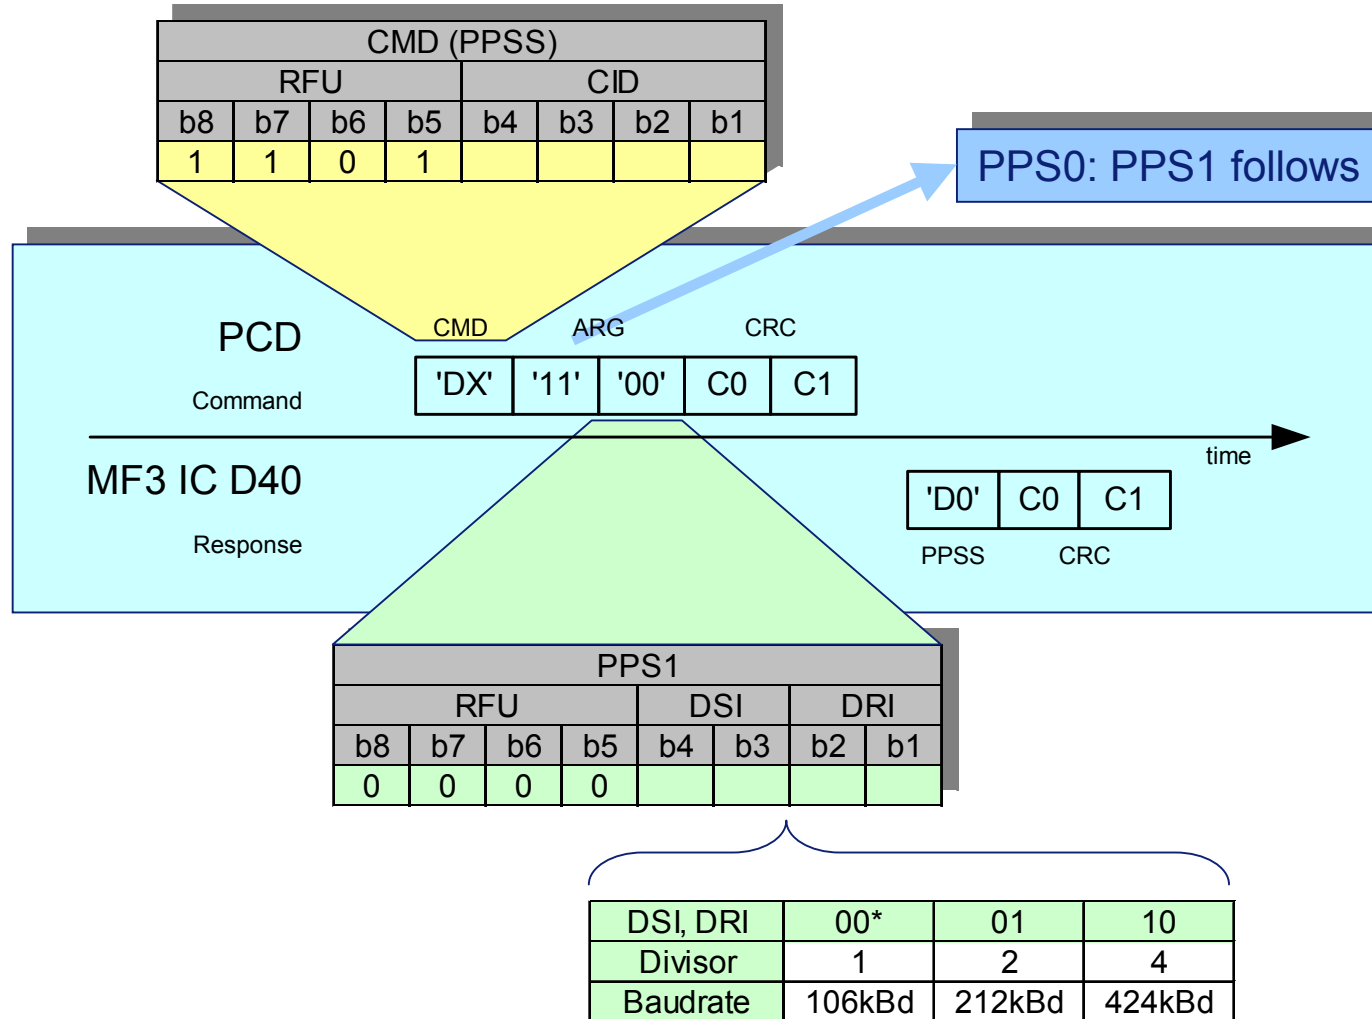 CMD (PPSS)
RFU CID
b8 b7 b6 b5 b4 b3 b2 b1
1 1 0 1
PPS0: PPS1 follows
PCD
Command
CMD ARG CRC
'DX' '11' '00' C0 C1
time
MF3 IC D40
Response
'D0' C0 C1
PPSS CRC
PPS1
RFU DSI DRI
b8 b7 b6 b5 b4 b3 b2 b1
0 0 0 0
DSI, DRI 00* 01 10
Divisor 1 2 4
Baudrate 106kBd 212kBd 424kBd